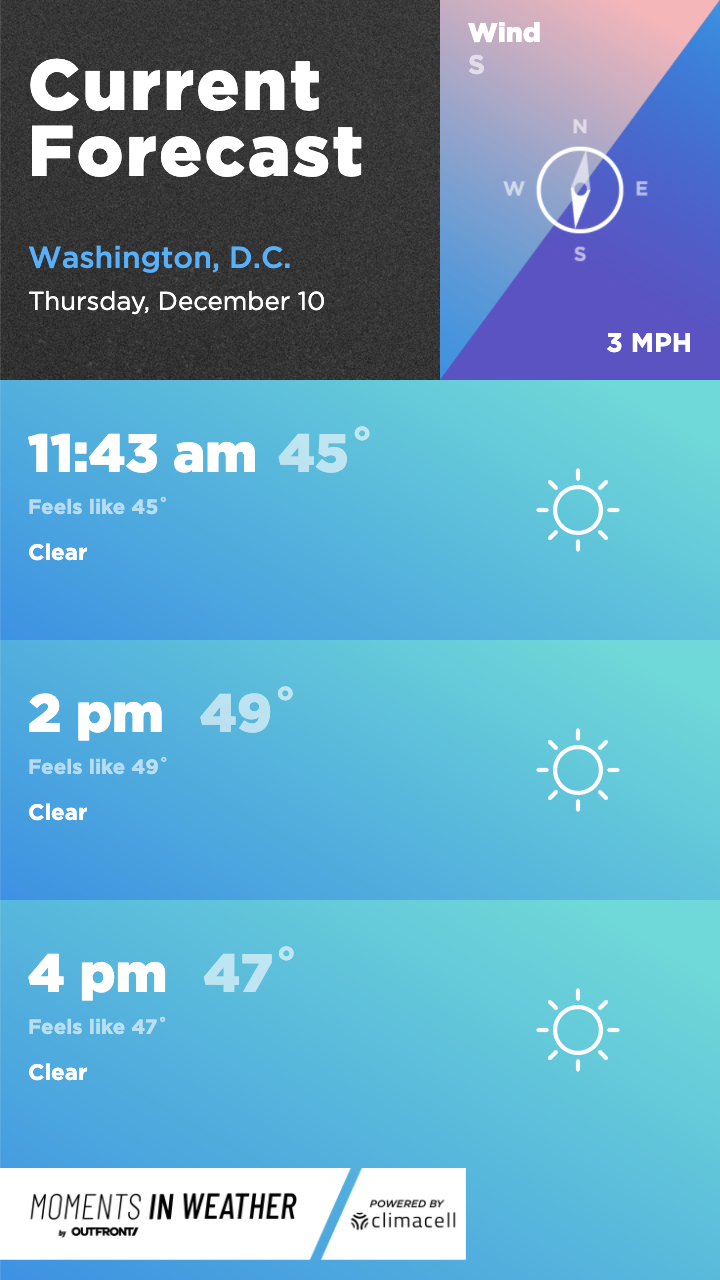 Current
Forecast
Washington, D.C.
Thursday, December 10
Wind
S
N
W
E
S
3 MPH
11:43 am 45°
Feels like 45°
Clear
2 pm 49°
Feels like 49°
Clear
4 pm 47°
Feels like 47°
Clear
MOMENTS IN WEATHER
by OUTFRONT/
POWERED BY
climacell